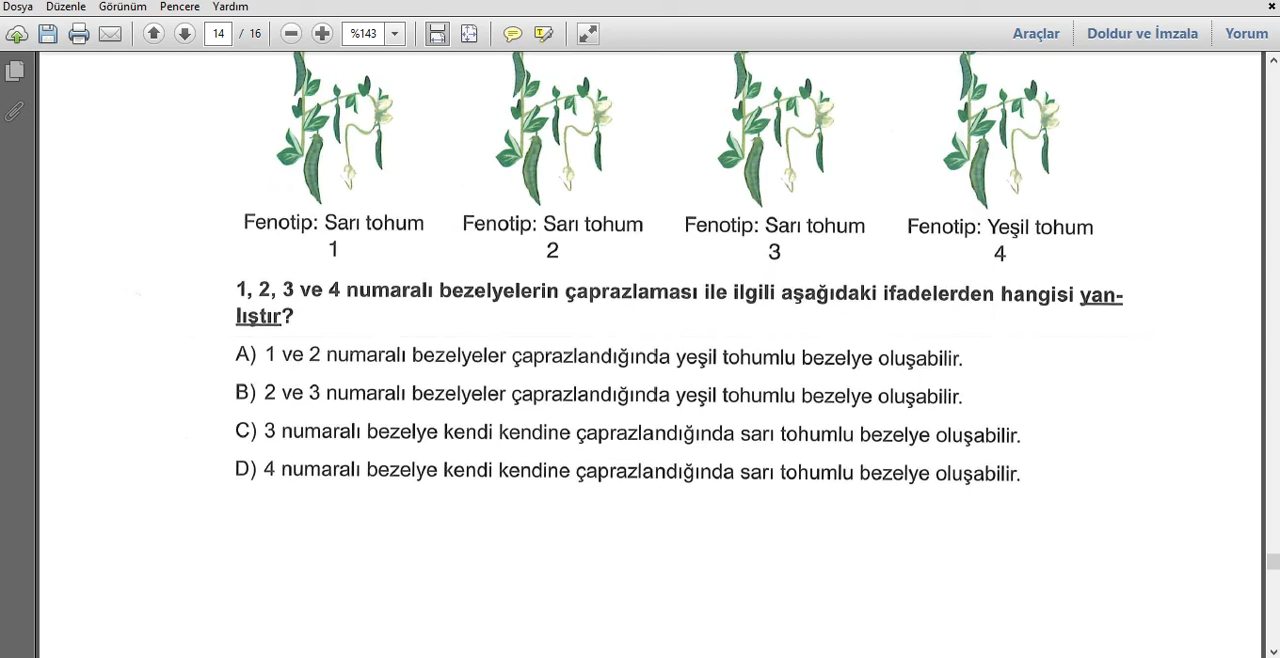 Dosya Düzenle Görünüm Pencere Yardım
14 / 16 %143 Araçlar Doldur ve İmzala Yorum
Fenotip: Sarı tohum Fenotip: Sarı tohum Fenotip: Sarı tohum Fenotip: Yeşil tohum
1 2 3 4
1, 2, 3 ve 4 numaralı bezelyelerin çaprazlaması ile ilgili aşağıdaki ifadelerden hangisi yan-
lıştır?
A) 1 ve 2 numaralı bezelyeler çaprazlandığında yeşil tohumlu bezelye oluşabilir.
B) 2 ve 3 numaralı bezelyeler çaprazlandığında yeşil tohumlu bezelye oluşabilir.
C) 3 numaralı bezelye kendi kendine çaprazlandığında sarı tohumlu bezelye oluşabilir.
D) 4 numaralı bezelye kendi kendine çaprazlandığında sarı tohumlu bezelye oluşabilir.